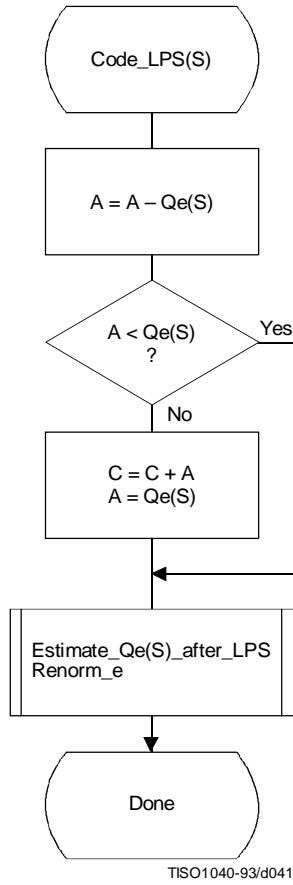 Code_LPS(S)
A = A – Qe(S)
A < Qe(S)
?
Yes
No
C = C + A
A = Qe(S)
Estimate_Qe(S)_after_LPS
Renorm_e
Done
TISO1040-93/d041